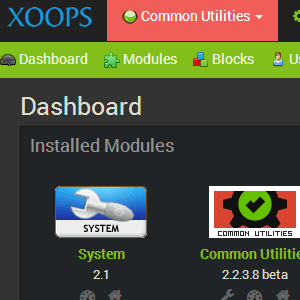 XOOPS Common Utilities
Dashboard Modules Blocks
Dashboard
Installed Modules
SYSTEM COMMON UTILITIES
System Common Utilitie
2.1 2.2.3.8 beta